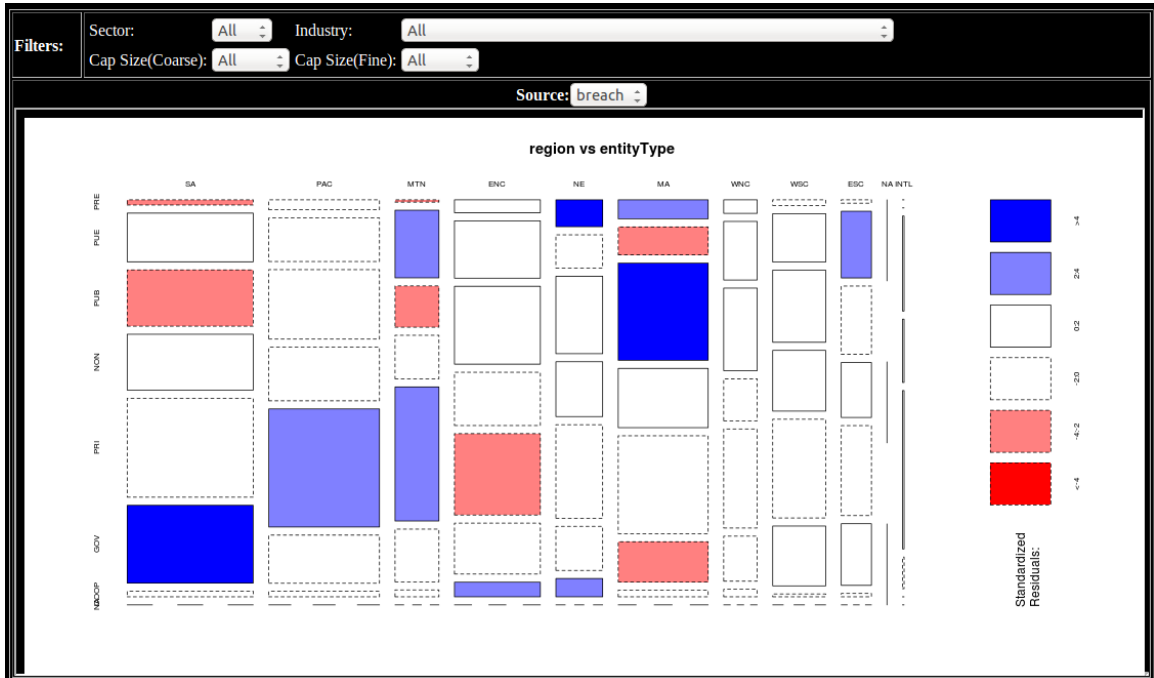 Filters:
Sector: All Industry: All
Cap Size(Coarse): All Cap Size(Fine): All
Source: breach
region vs entityType
SA PAC MTN ENC NE MA WNC WSC ESC NA INTL
PRE
PUE
PUB
NON
PRI
GOV
>4
2:4
0:2
-2:0
-4:-2
<-4
Standardized
Residuals: